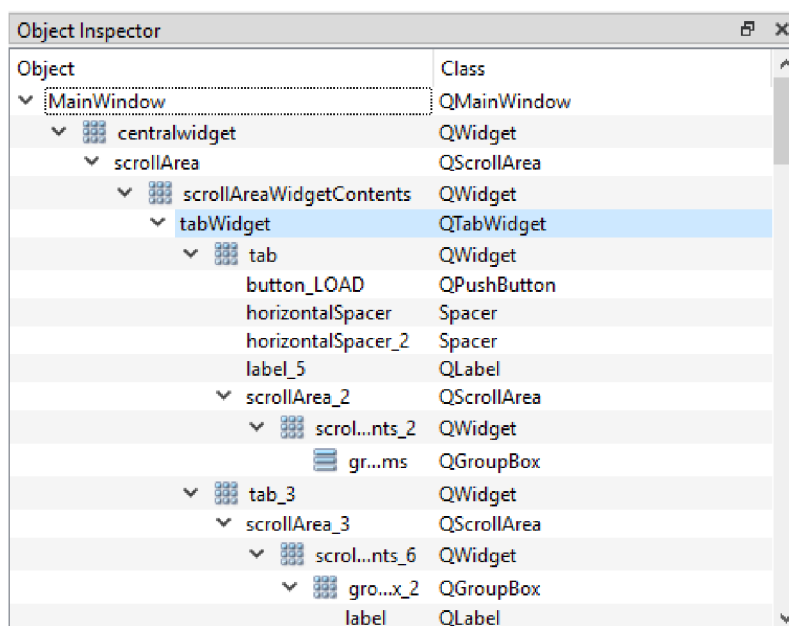 Object Inspector
Object Class
MainWindow QMainWindow
centralwidget QWidget
scrollArea QScrollArea
scrollAreaWidgetContents QWidget
tabWidget QTabWidget
tab QWidget
button_LOAD QPushButton
horizontalSpacer Spacer
horizontalSpacer_2 Spacer
label_5 QLabel
scrollArea_2 QScrollArea
scrol...nts_2 QWidget
gr...ms QGroupBox
tab_3 QWidget
scrollArea_3 QScrollArea
scrol...nts_6 QWidget
gro...x_2 QGroupBox
label QLabel